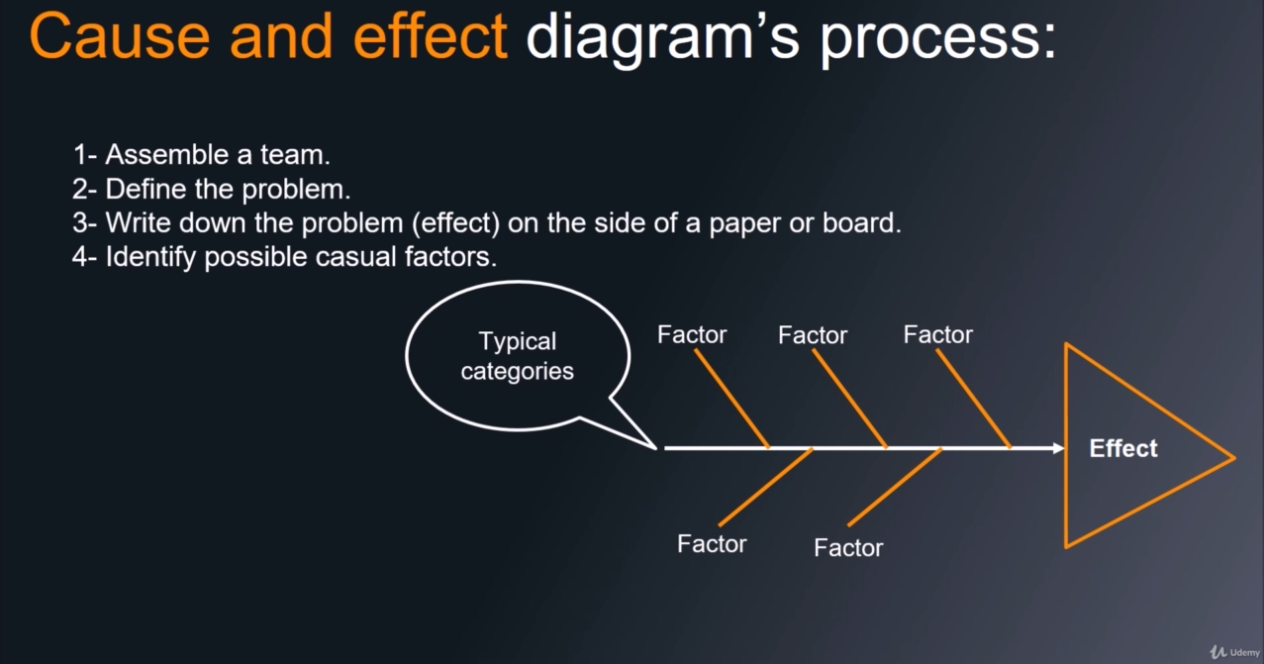 Cause and effect diagram’s process:
1- Assemble a team.
2- Define the problem.
3- Write down the problem (effect) on the side of a paper or board.
4- Identify possible casual factors.
Typical
categories
Factor
Factor
Factor
Effect
Factor
Factor
Udemy